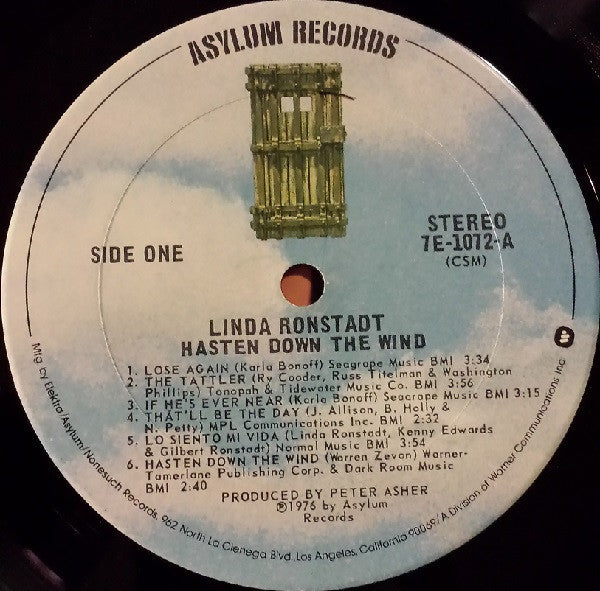 ASYLUM RECORDS
SIDE ONE
STEREO
7E-1072-A
(CSM)
LINDA RONSTADT
HASTEN DOWN THE WIND
1. LOSE AGAIN (Karla Bonoff) Seagrape Music BMI 3:34
2. THE TATTLER (Ry Cooder, Russ Titelman & Washington
Phillips) Tonopah & Tidewater Music Co. BMI 3:56
3. IF HE'S EVER NEAR (Karla Bonoff) Seagrape Music BMI 3:15
4. THAT'LL BE THE DAY (J. Allison, B. Holly &
N. Petty) MPL Communications Inc. BMI 2:32
5. LO SIENTO MI VIDA (Linda Ronstadt, Kenny Edwards
& Gilbert Ronstadt) Normal Music BMI 3:54
6. HASTEN DOWN THE WIND (Warren Zevon) Warner-
Tamerlane Publishing Corp. & Dark Room Music
BMI 2:40
PRODUCED BY PETER ASHER
℗1976 by Asylum
Records
Mfg. by Elektra/Asylum/Nonesuch Records, 962 North La Cienega Blvd., Los Angeles, California 90069/A Division of Warner Communications Inc.